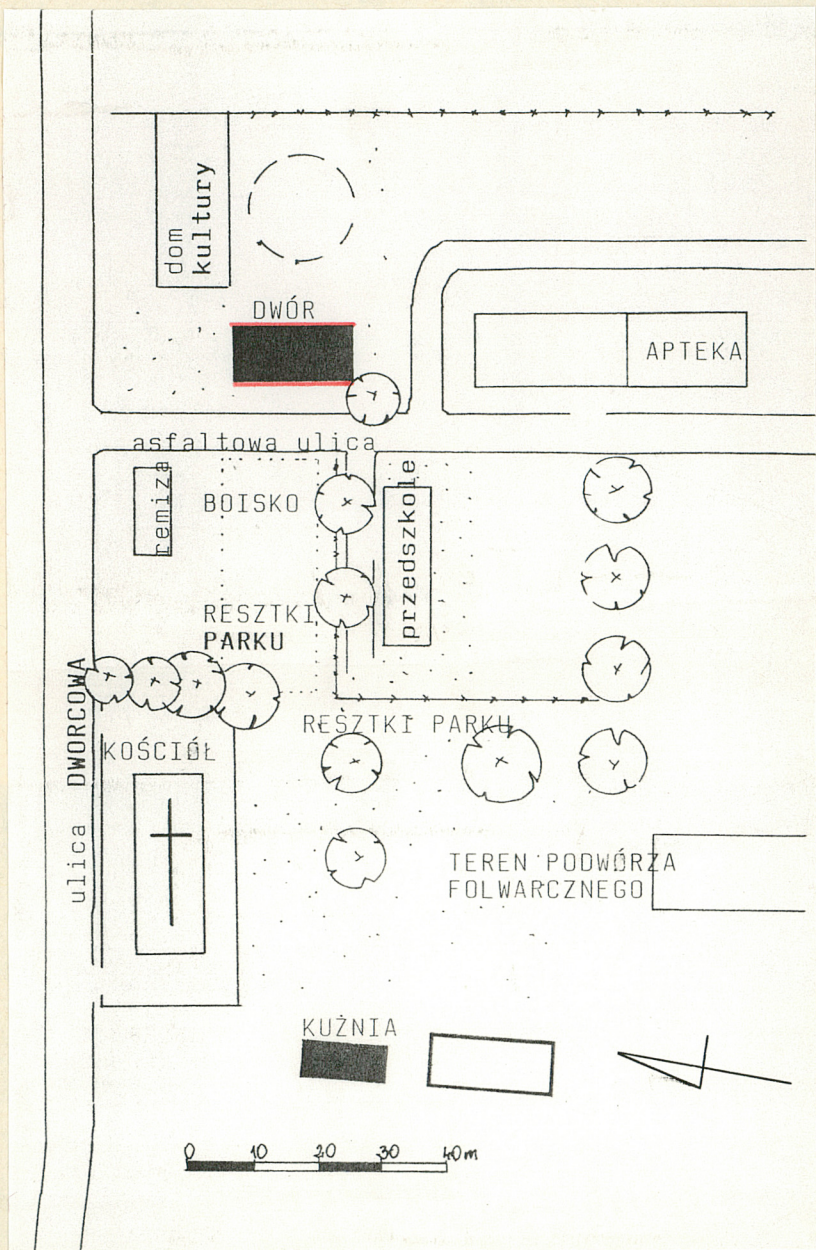 dom
kultury
DWÓR
APTEKA
asfaltowa ulica
remiza
BOISKO
przedszkole
RESZTKI
PARKU
ulica DWORCOWA
RESZTKI PARKU
KOŚCIÓŁ
TEREN PODWÓRZA
FOLWARCZNEGO
KUŹNIA
0 10 20 30 40m